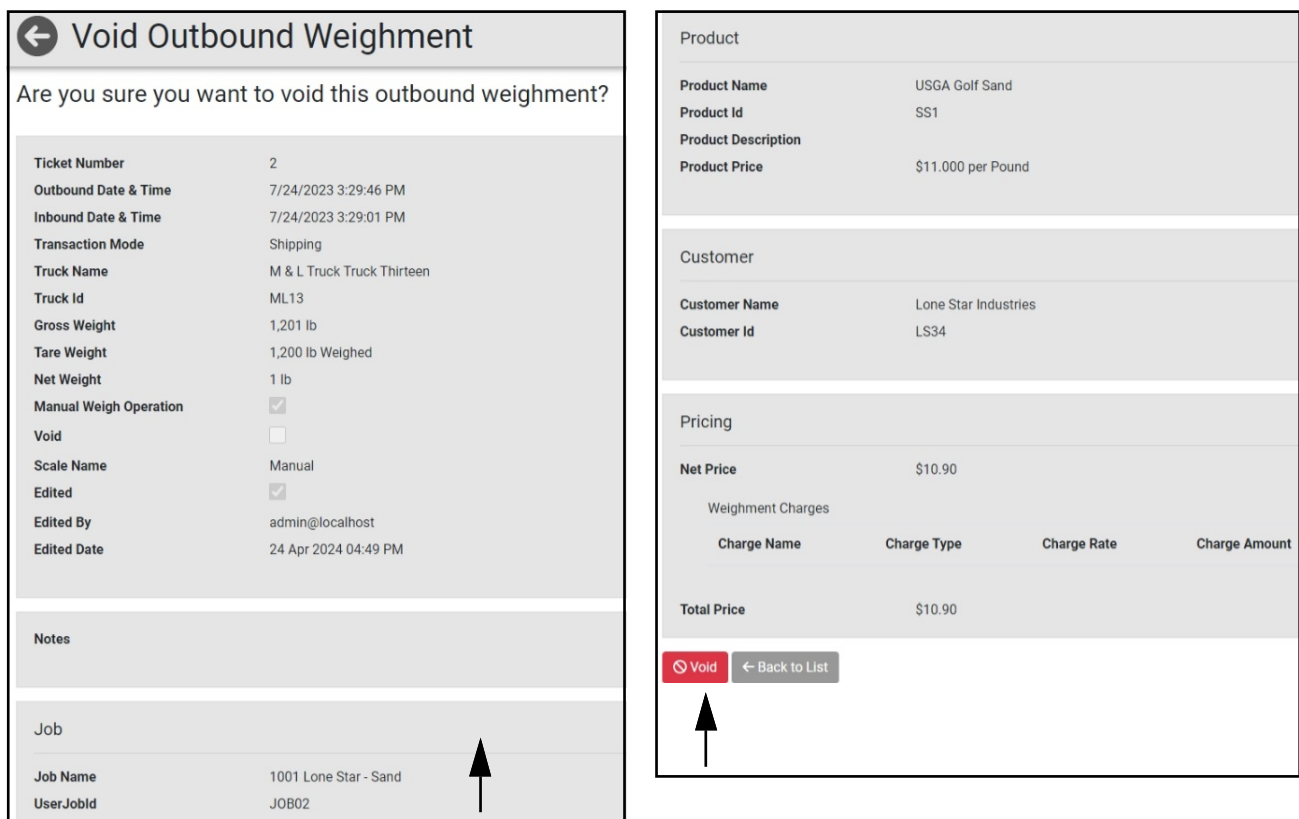 Void Outbound Weighment
Are you sure you want to void this outbound weighment?
Ticket Number 2
Outbound Date & Time 7/24/2023 3:29:46 PM
Inbound Date & Time 7/24/2023 3:29:01 PM
Transaction Mode Shipping
Truck Name M & L Truck Truck Thirteen
Truck Id ML13
Gross Weight 1,201 lb
Tare Weight 1,200 lb Weighed
Net Weight 1 lb
Manual Weigh Operation
Void
Scale Name Manual
Edited
Edited By admin@localhost
Edited Date 24 Apr 2024 04:49 PM
Notes
Job
Job Name 1001 Lone Star - Sand
UserJobId JOB02
Product
Product Name USGA Golf Sand
Product Id SS1
Product Description
Product Price $11.000 per Pound
Customer
Customer Name Lone Star Industries
Customer Id LS34
Pricing
Net Price $10.90
Weighment Charges
Charge Name Charge Type Charge Rate Charge Amount
Total Price $10.90
Void Back to List